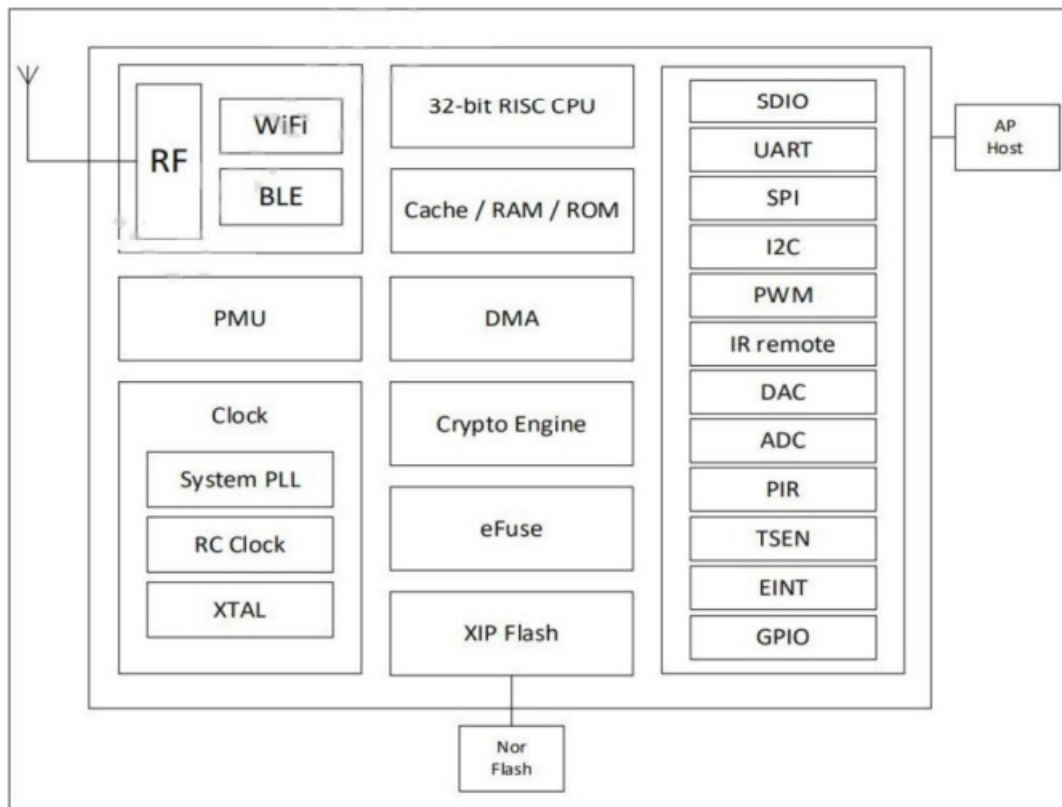 RF
WiFi
BLE
PMU
Clock
System PLL
RC Clock
XTAL
32-bit RISC CPU
Cache / RAM / ROM
DMA
Crypto Engine
eFuse
XIP Flash
SDIO
UART
SPI
I2C
PWM
IR remote
DAC
ADC
PIR
TSEN
EINT
GPIO
AP
Host
Nor
Flash